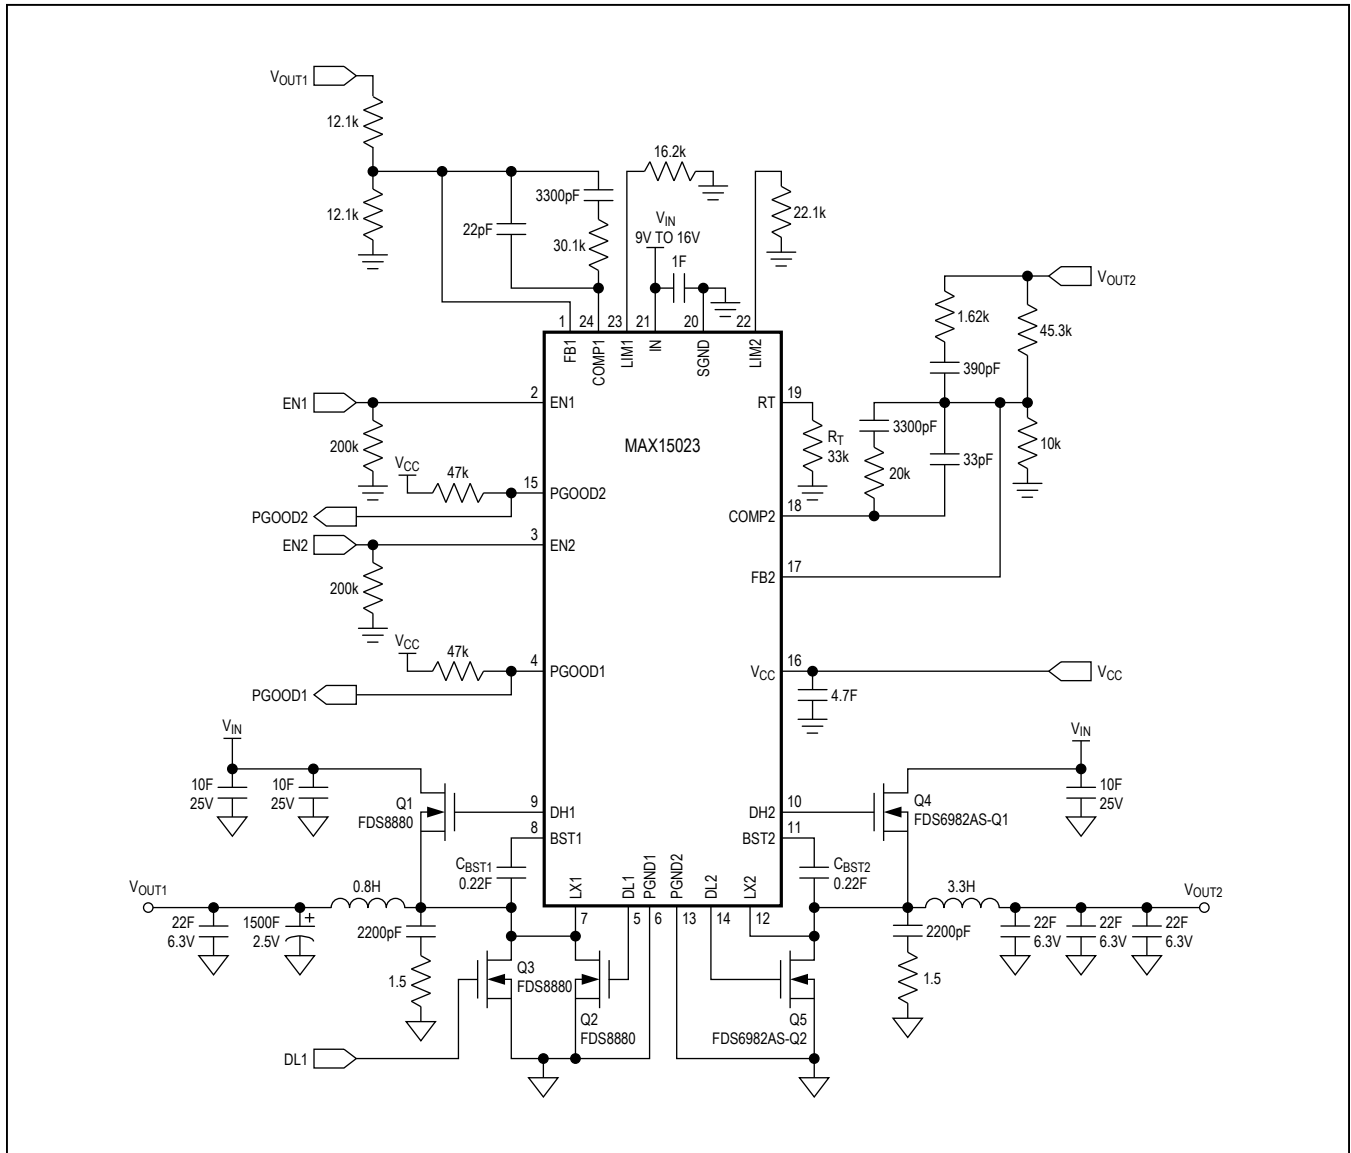 VOUT1
12.1k
12.1k
22pF
3300pF
30.1k
16.2k
VIN
9V TO 16V
1F
22.1k
VOUT2
1.62k
45.3k
390pF
3300pF
20k
33pF
10k
1 24 23 21 20 22
FB1 COMP1 LIM1 IN SGND LIM2
EN1
2
EN1
200k
RT
19
RT
33k
MAX15023
VCC
47k
15
PGOOD2
PGOOD2
18
COMP2
EN2
3
EN2
200k
17
FB2
VCC
47k
4
PGOOD1
PGOOD1
16
VCC
VCC
4.7F
VIN
10F
25V
10F
25V
Q1
FDS8880
9
DH1
8
BST1
CBST1
0.22F
VIN
10F
25V
10
DH2
11
BST2
Q4
FDS6982AS-Q1
CBST2
0.22F
VOUT1
22F
6.3V
1500F
2.5V
+
0.8H
2200pF
1.5
LX1 DL1 PGND1 PGND2 DL2 LX2
7 5 6 13 14 12
3.3H
VOUT2
2200pF
1.5
22F
6.3V
22F
6.3V
22F
6.3V
Q3
FDS8880
Q2
FDS8880
Q5
FDS6982AS-Q2
DL1